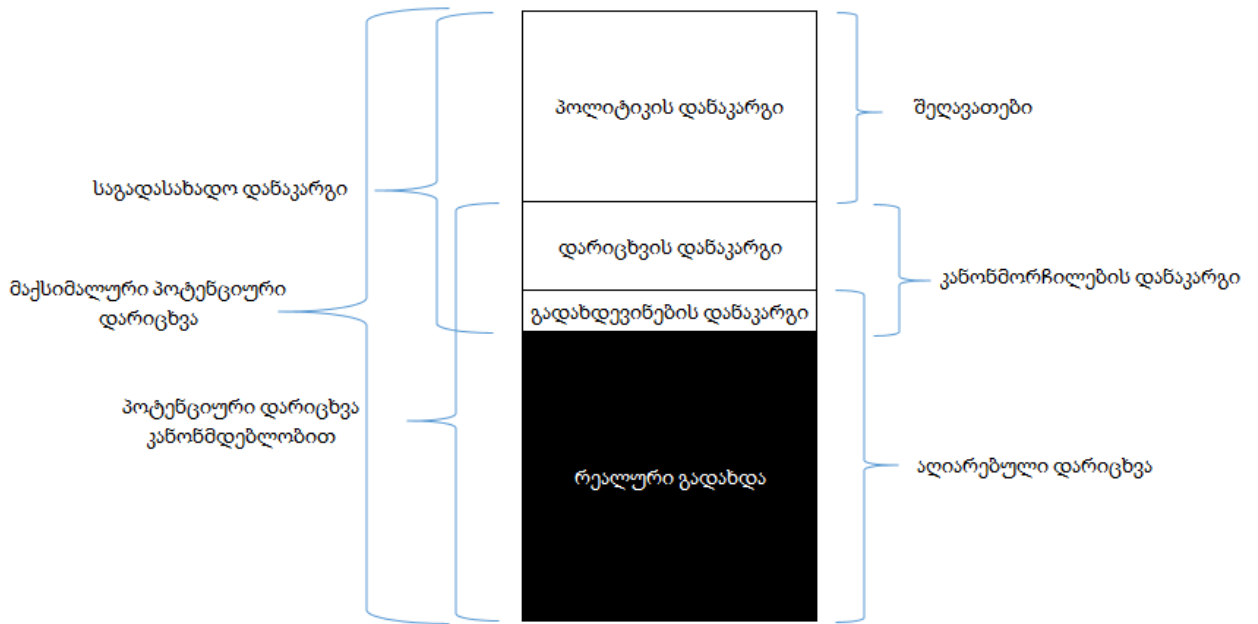 პოლიტიკის დანაკარგი
შეღავათები
საგადასახადო დანაკარგი
დარიცხვის დანაკარგი
მაქსიმალური პოტენციური
დარიცხვა
კანონმორჩილების დანაკარგი
გადახდევინების დანაკარგი
პოტენციური დარიცხვა
კანონმდებლობით
რეალური გადახდა
აღიარებული დარიცხვა